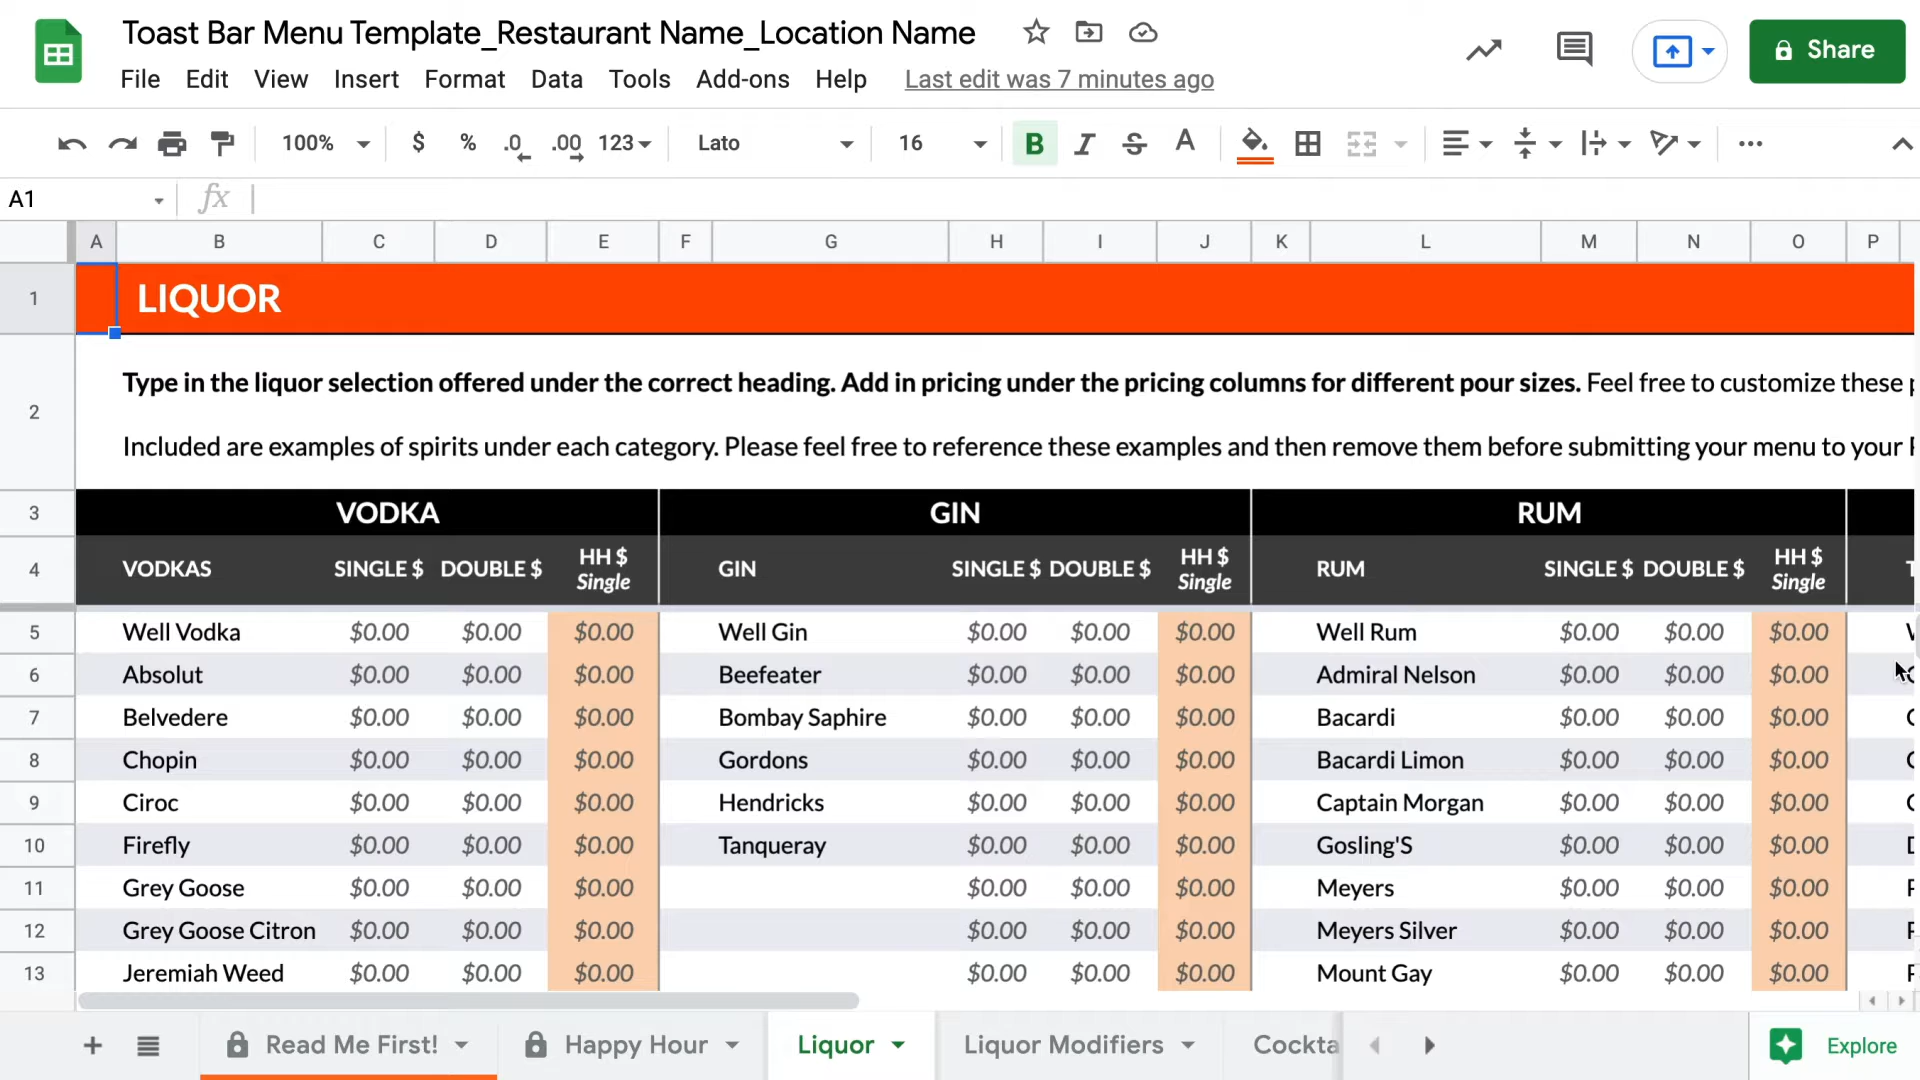 Toast Bar Menu Template_Restaurant Name_Location Name
File Edit View Insert Format Data Tools Add-ons Help Last edit was 7 minutes ago
Share
100% $ % .0 .00 123 Lato 16 B I S A
A1 fx
A B C D E F G H I J K L M N O P
1 LIQUOR
2 Type in the liquor selection offered under the correct heading. Add in pricing under the pricing columns for different pour sizes. Feel free to customize these
Included are examples of spirits under each category. Please feel free to reference these examples and then remove them before submitting your menu to your
3 VODKA GIN RUM
4 VODKAS SINGLE $ DOUBLE $ HH $ Single GIN SINGLE $ DOUBLE $ HH $ Single RUM SINGLE $ DOUBLE $ HH $ Single
5 Well Vodka $0.00 $0.00 $0.00 Well Gin $0.00 $0.00 $0.00 Well Rum $0.00 $0.00 $0.00
6 Absolut $0.00 $0.00 $0.00 Beefeater $0.00 $0.00 $0.00 Admiral Nelson $0.00 $0.00 $0.00
7 Belvedere $0.00 $0.00 $0.00 Bombay Saphire $0.00 $0.00 $0.00 Bacardi $0.00 $0.00 $0.00
8 Chopin $0.00 $0.00 $0.00 Gordons $0.00 $0.00 $0.00 Bacardi Limon $0.00 $0.00 $0.00
9 Ciroc $0.00 $0.00 $0.00 Hendricks $0.00 $0.00 $0.00 Captain Morgan $0.00 $0.00 $0.00
10 Firefly $0.00 $0.00 $0.00 Tanqueray $0.00 $0.00 $0.00 Gosling'S $0.00 $0.00 $0.00
11 Grey Goose $0.00 $0.00 $0.00 $0.00 $0.00 $0.00 Meyers $0.00 $0.00 $0.00
12 Grey Goose Citron $0.00 $0.00 $0.00 $0.00 $0.00 $0.00 Meyers Silver $0.00 $0.00 $0.00
13 Jeremiah Weed $0.00 $0.00 $0.00 $0.00 $0.00 $0.00 Mount Gay $0.00 $0.00 $0.00
Read Me First! Happy Hour Liquor Liquor Modifiers Cockta Explore